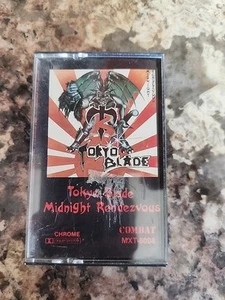 TOKYO BLADE
Tokyo Blade
Midnight Rendezvous
CHROME
COMBAT